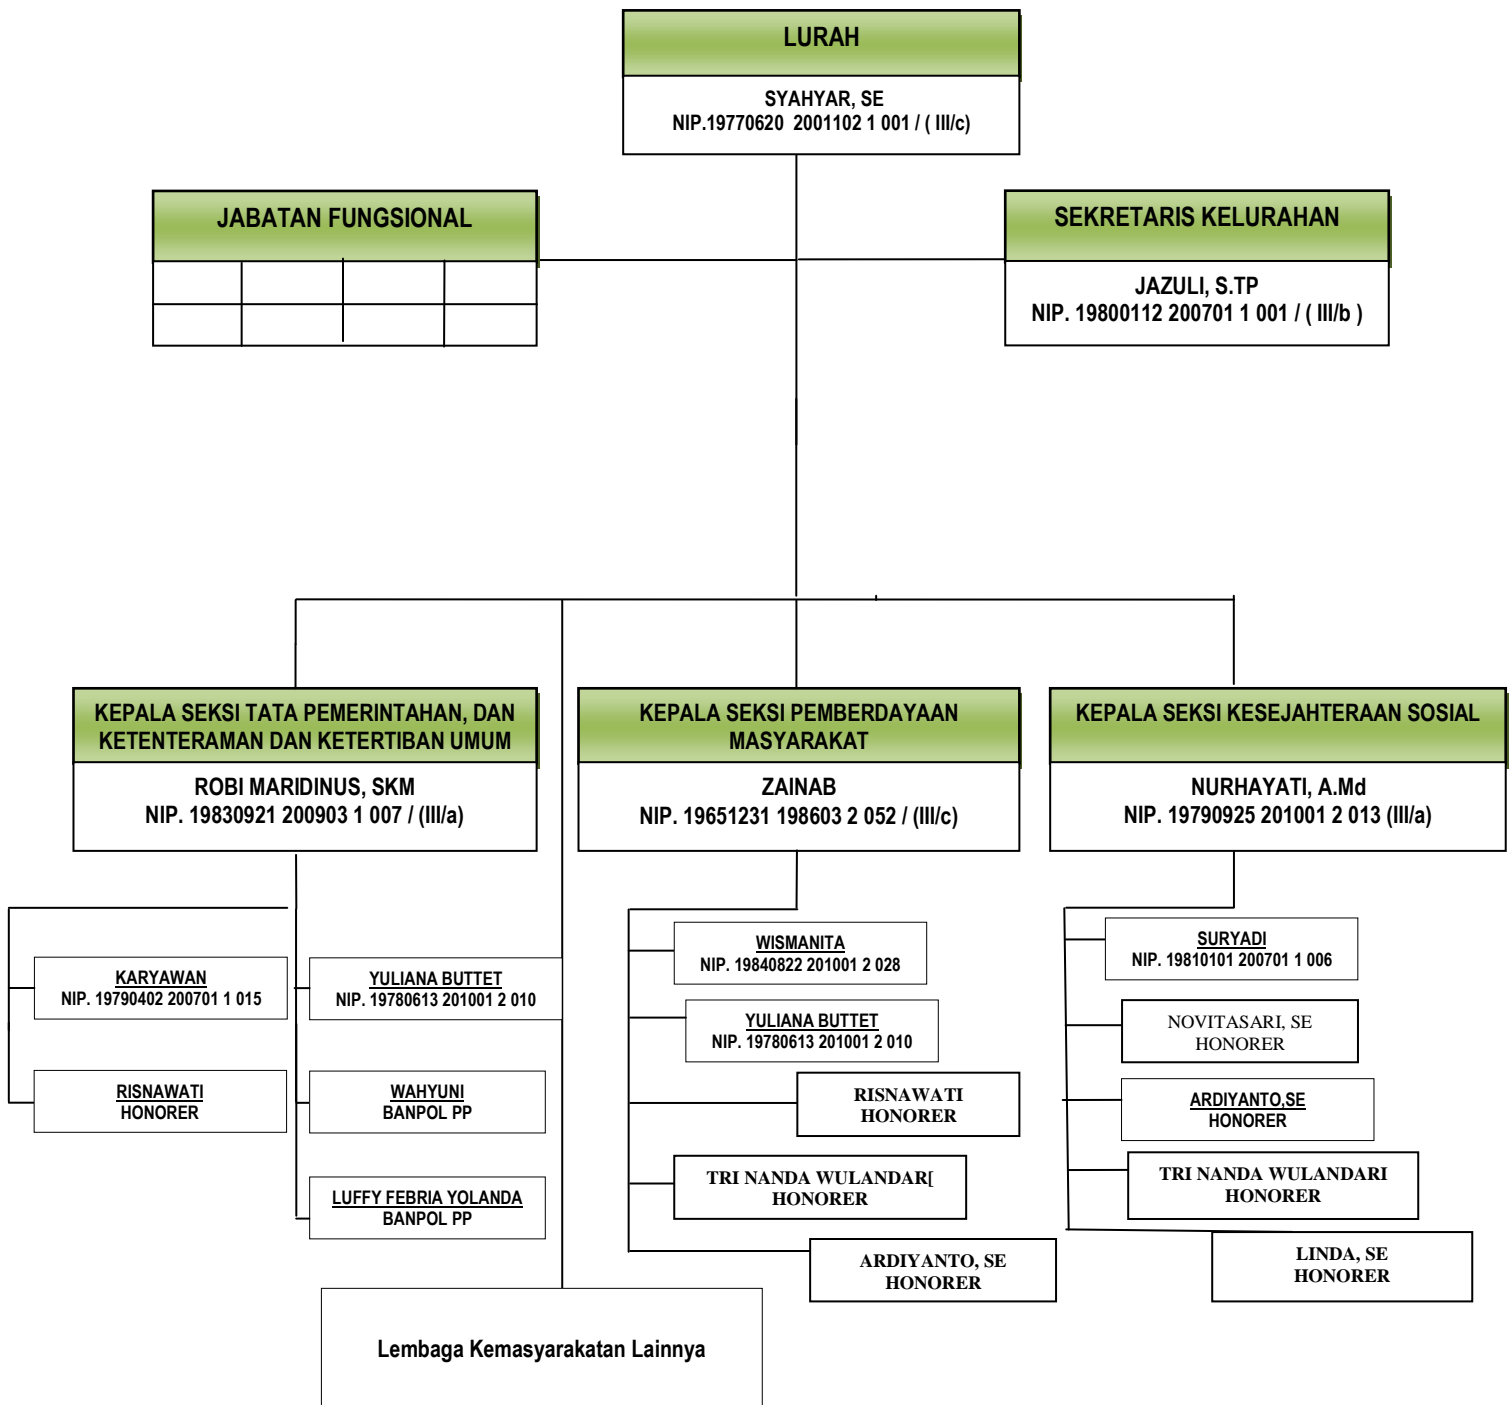 LURAH
SYAHYAR, SE
NIP.19770620 2001102 1 001 / ( III/c)
JABATAN FUNGSIONAL
SEKRETARIS KELURAHAN
JAZULI, S.TP
NIP. 19800112 200701 1 001 / ( III/b )
KEPALA SEKSI TATA PEMERINTAHAN, DAN
KETENTERAMAN DAN KETERTIBAN UMUM
ROBI MARIDINUS, SKM
NIP. 19830921 200903 1 007 / (III/a)
KEPALA SEKSI PEMBERDAYAAN
MASYARAKAT
ZAINAB
NIP. 19651231 198603 2 052 / (III/c)
KEPALA SEKSI KESEJAHTERAAN SOSIAL
NURHAYATI, A.Md
NIP. 19790925 201001 2 013 (III/a)
KARYAWAN
NIP. 19790402 200701 1 015
YULIANA BUTTET
NIP. 19780613 201001 2 010
RISNAWATI
HONORER
WAHYUNI
BANPOL PP
LUFFY FEBRIA YOLANDA
BANPOL PP
WISMANITA
NIP. 19840822 201001 2 028
YULIANA BUTTET
NIP. 19780613 201001 2 010
RISNAWATI
HONORER
TRI NANDA WULANDAR[
HONORER
ARDIYANTO, SE
HONORER
SURYADI
NIP. 19810101 200701 1 006
NOVITASARI, SE
HONORER
ARDIYANTO,SE
HONORER
TRI NANDA WULANDARI
HONORER
LINDA, SE
HONORER
Lembaga Kemasyarakatan Lainnya